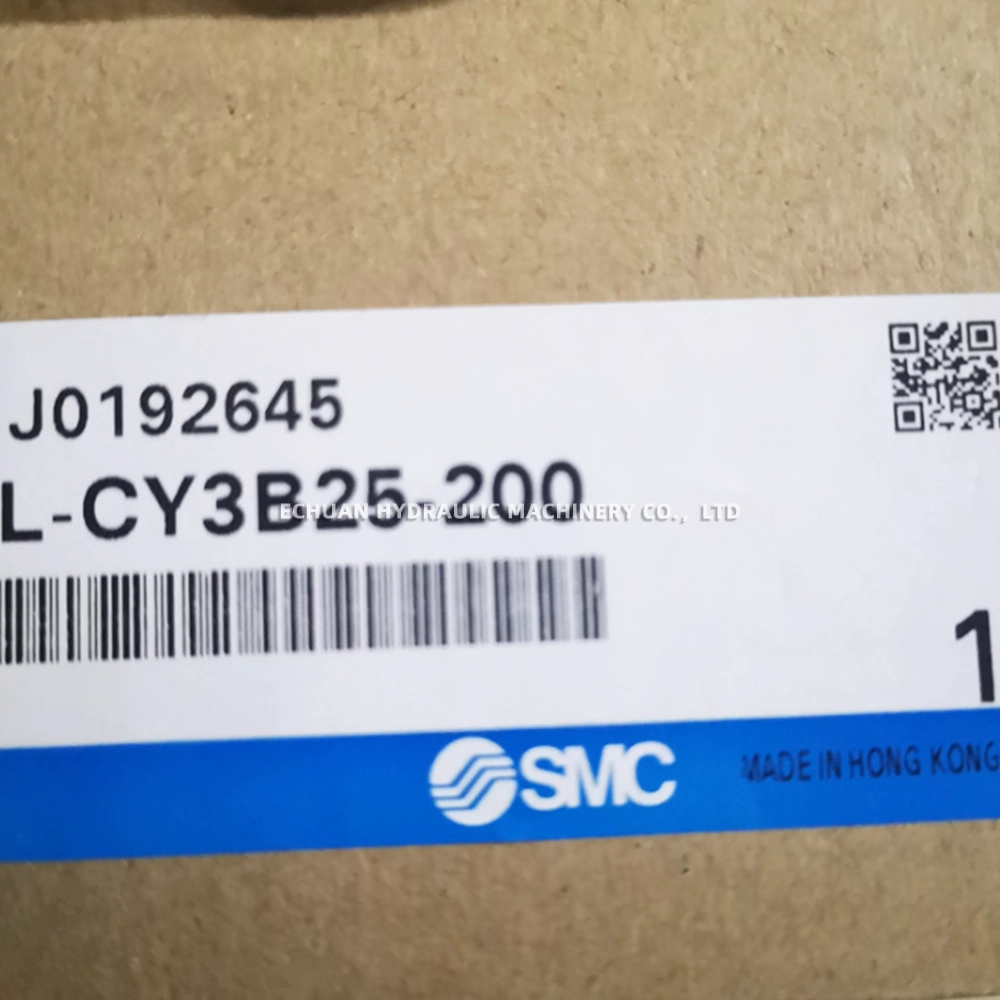 J0192645
L-CY3B25-200
ECHUAN HYDRAULIC MACHINERY CO., LTD
1
SMC
MADE IN HONG KONG